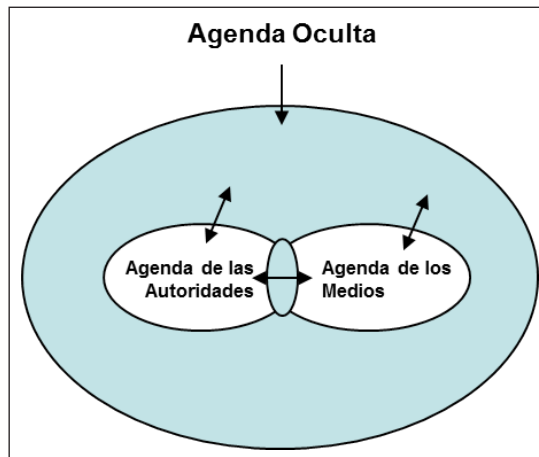 Agenda Oculta
Agenda de las
Autoridades
Agenda de los
Medios